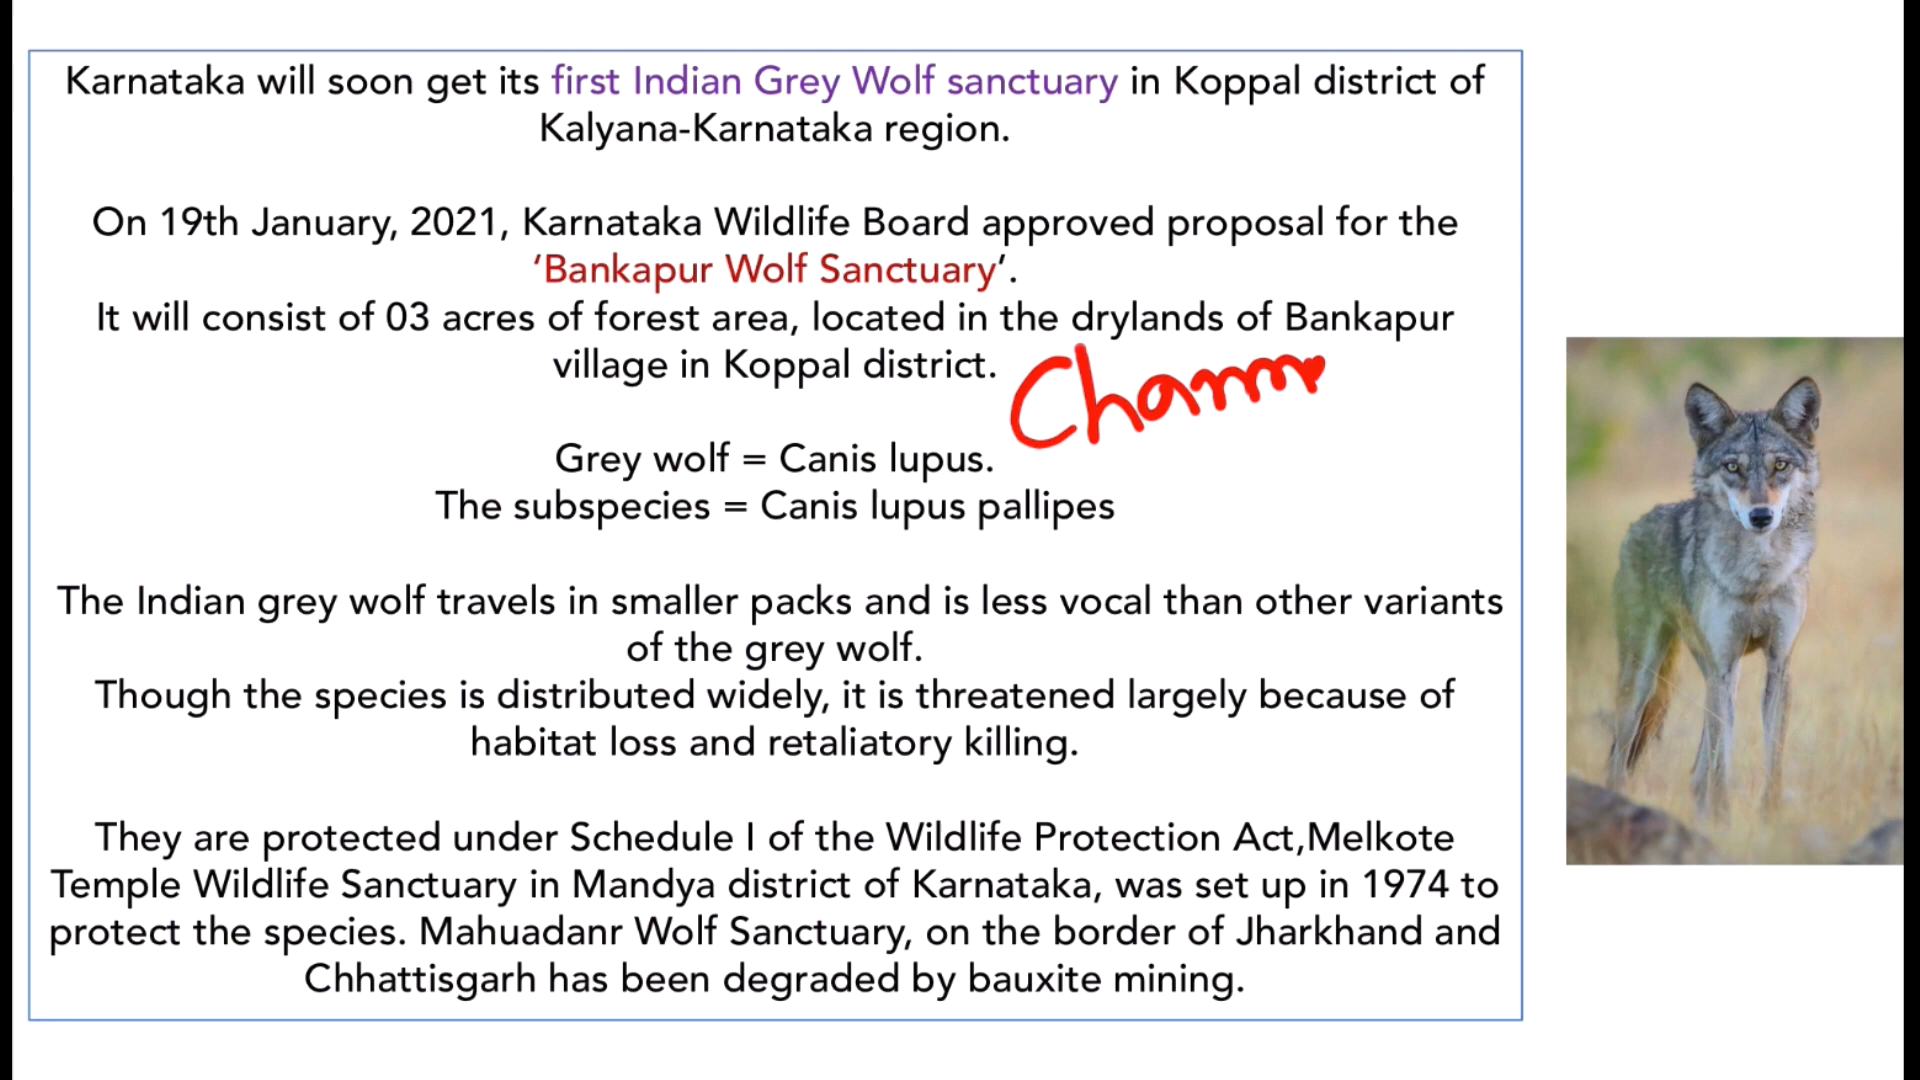 Karnataka will soon get its first Indian Grey Wolf sanctuary in Koppal district of
Kalyana-Karnataka region.
On 19th January, 2021, Karnataka Wildlife Board approved proposal for the
‘Bankapur Wolf Sanctuary’.
It will consist of 03 acres of forest area, located in the drylands of Bankapur
village in Koppal district.
Grey wolf = Canis lupus.
The subspecies = Canis lupus pallipes
The Indian grey wolf travels in smaller packs and is less vocal than other variants
of the grey wolf.
Though the species is distributed widely, it is threatened largely because of
habitat loss and retaliatory killing.
They are protected under Schedule I of the Wildlife Protection Act,Melkote
Temple Wildlife Sanctuary in Mandya district of Karnataka, was set up in 1974 to
protect the species. Mahuadanr Wolf Sanctuary, on the border of Jharkhand and
Chhattisgarh has been degraded by bauxite mining.